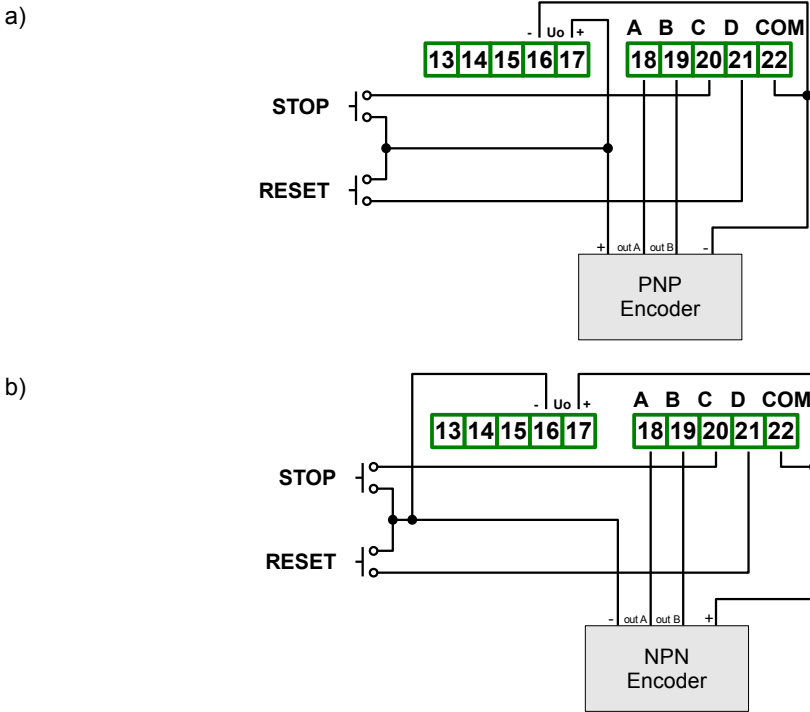 a)
- Uo +
A B C D COM
13 14 15 16 17
18 19 20 21 22
STOP
RESET
+ out A out B -
PNP
Encoder
b)
- Uo +
A B C D COM
13 14 15 16 17
18 19 20 21 22
STOP
RESET
- out A out B +
NPN
Encoder